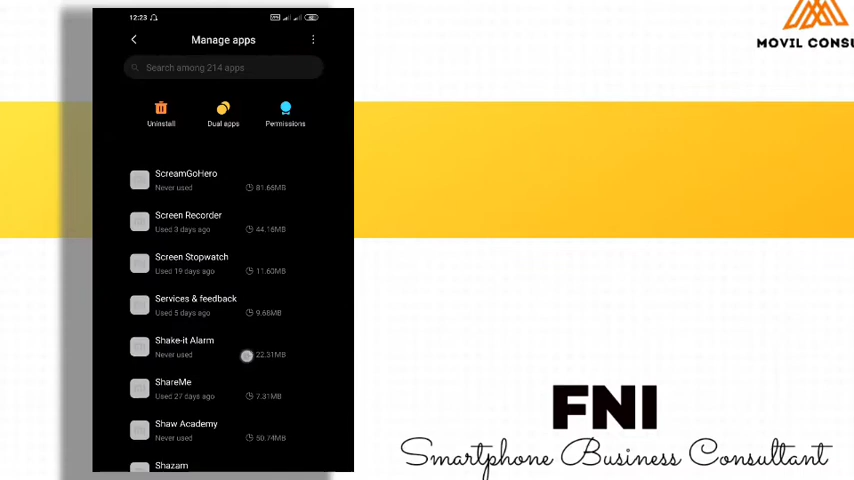 12:23
Manage apps
Search among 214 apps
Uninstall
Dual apps
Permissions
ScreamGoHero
Never used
81.66MB
Screen Recorder
Used 3 days ago
44.16MB
Screen Stopwatch
Used 19 days ago
11.60MB
Services & feedback
Used 5 days ago
9.68MB
Shake-it Alarm
Never used
22.31MB
ShareMe
Used 27 days ago
7.31MB
Shaw Academy
Never used
50.74MB
Shazam
MOVIL CONSU
FNI
Smartphone Business Consultant